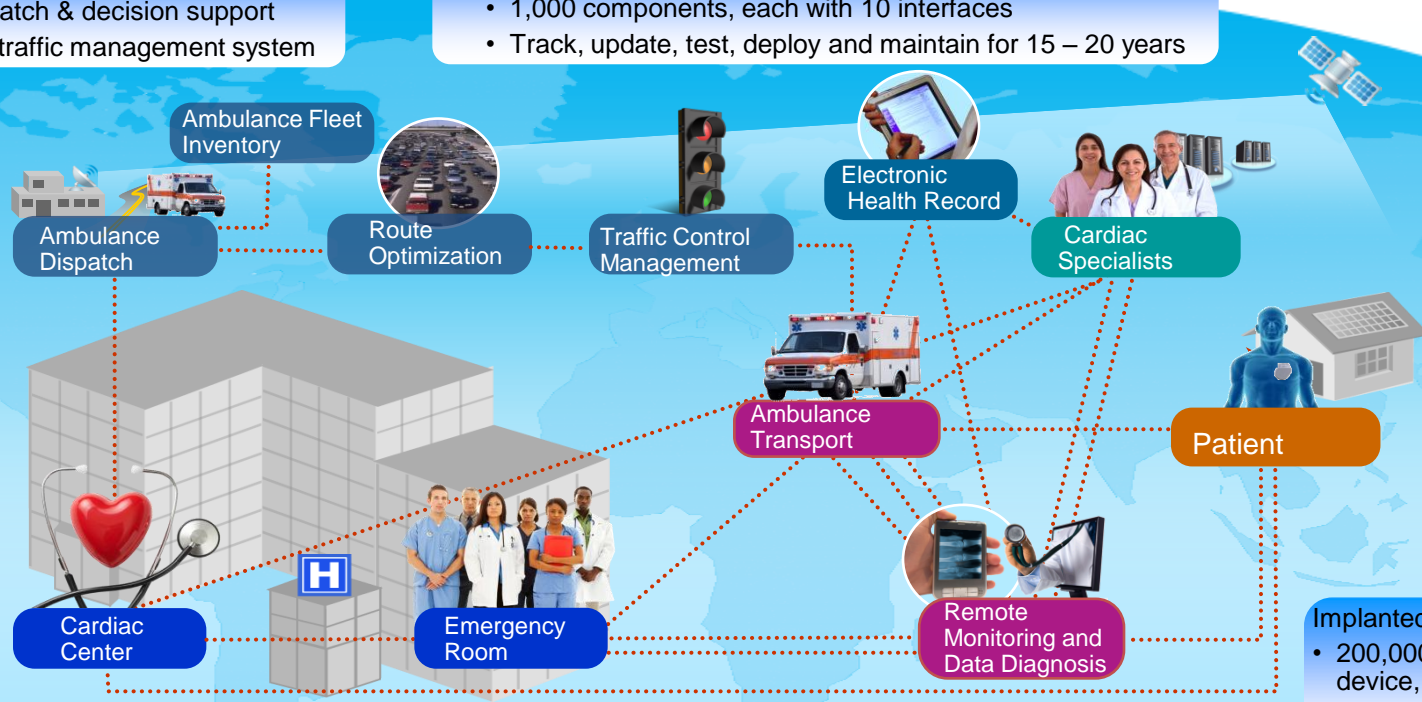 atch & decision support
traffic management system
• 1,000 components, each with 10 interfaces
• Track, update, test, deploy and maintain for 15 – 20 years
Ambulance Fleet
Inventory
Ambulance
Dispatch
Route
Optimization
Traffic Control
Management
Electronic
Health Record
Cardiac
Specialists
Ambulance
Transport
Patient
H
Cardiac
Center
Emergency
Room
Remote
Monitoring and
Data Diagnosis
Implanted
• 200,000
device,